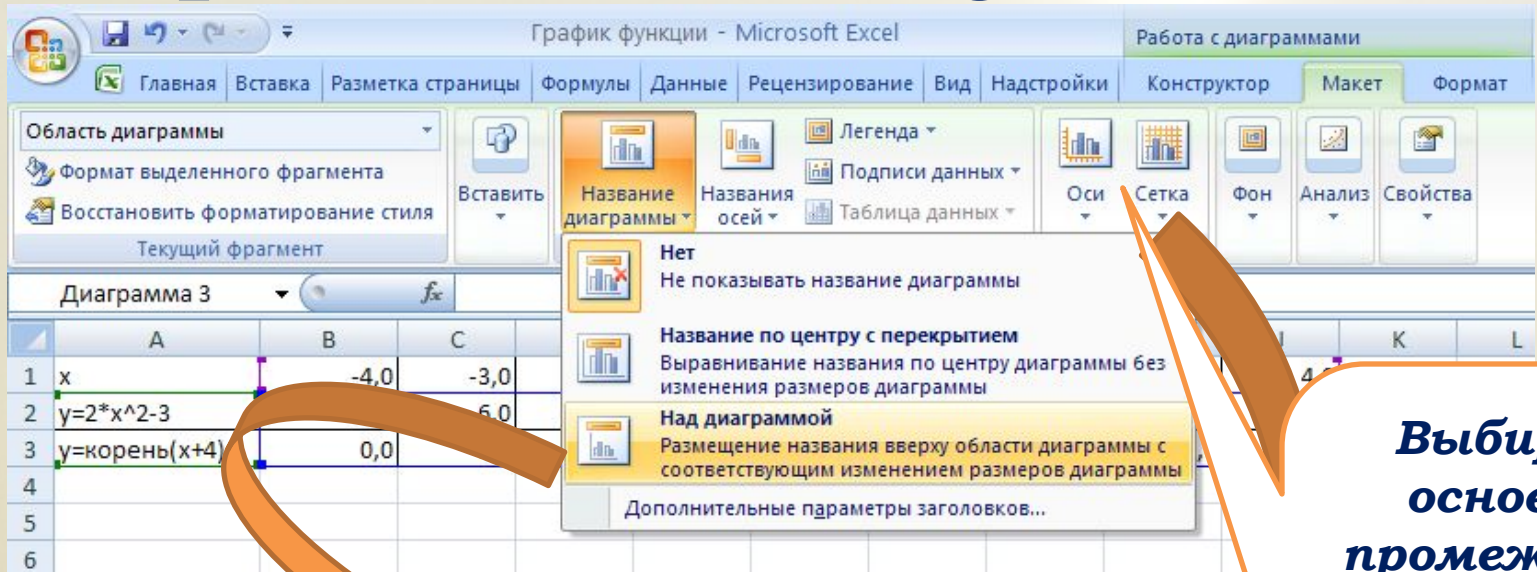 График функции - Microsoft Excel
Работа с диаграммами
Главная Вставка Разметка страницы Формулы Данные Рецензирование Вид Надстройки Конструктор Макет Формат
Область диаграммы
Формат выделенного фрагмента
Восстановить форматирование стиля
Текущий фрагмент
Вставить
Название диаграммы
Названия осей
Легенда
Подписи данных
Таблица данных
Оси
Сетка
Фон
Анализ
Свойства
Нет
Не показывать название диаграммы
Название по центру с перекрытием
Выравнивание названия по центру диаграммы без
изменения размеров диаграммы
Над диаграммой
Размещение названия вверху области диаграммы с
соответствующим изменением размеров диаграммы
Дополнительные параметры заголовков...
Диаграмма 3
fx
A B C J K L
1 x -4,0 -3,0
2 y=2*x^2-3 6,0
3 y=корень(x+4) 0,0
4
5
6